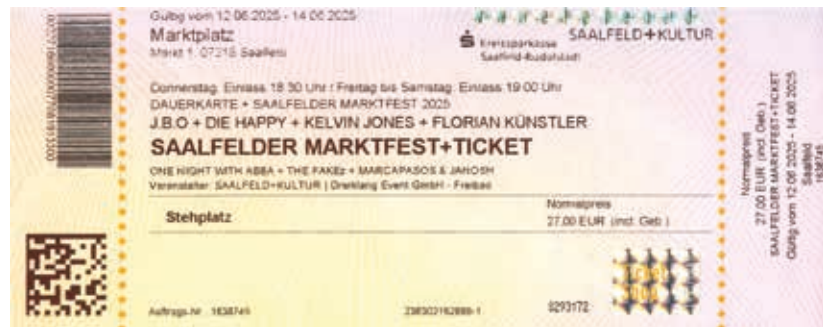 Gültig vom 12.06.2025 - 14.06.2025
Marktplatz
Markt 1, 07318 Saalfeld
Kreissparkasse
Saalfeld-Rudolstadt
SAALFELD+KULTUR
Donnerstag: Einlass 18:30 Uhr / Freitag bis Samstag: Einlass 19:00 Uhr
DAUERKARTE + SAALFELDER MARKTFEST 2025
J.B.O + DIE HAPPY + KELVIN JONES + FLORIAN KÜNSTLER
SAALFELDER MARKTFEST+TICKET
ONE NIGHT WITH ABBA + THE FAKEz + MARCAPASOS & JANOSH
Veranstalter: SAALFELD+KULTUR | Dreiklang Event GmbH -
Stehplatz
Normalpreis
27,00 EUR (incl. Geb.)
Auftrags-Nr.: 1638745
8293172
Normalpreis
27,00 EUR (incl. Geb.)
SAALFELDER MARKTFEST+TICKET
Gültig vom 12.06.2025 - 14.06.2025
Saalfeld
1638745